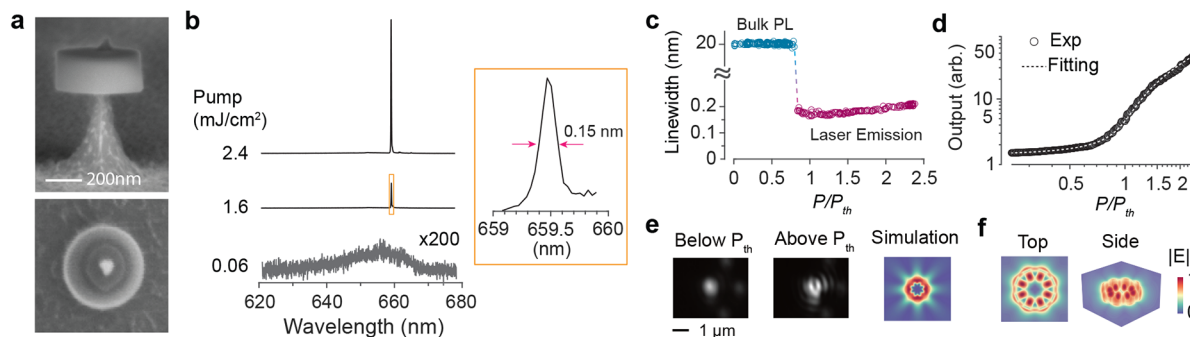 a
200nm
b
Pump
(mJ/cm²)
2.4
1.6
0.06
x200
620
640
660
680
Wavelength (nm)
0.15 nm
659
659.5
660
(nm)
c
Bulk PL
Linewidth (nm)
20
0.2
0.1
0
Laser Emission
0
0.5
1.0
1.5
2.0
2.5
P/Pth
d
Exp
Fitting
Output (arb.)
50
10
5
1
0.5
1
1.5
2
P/Pth
e
Below Pth
Above Pth
Simulation
1 µm
f
Top
Side
|E|